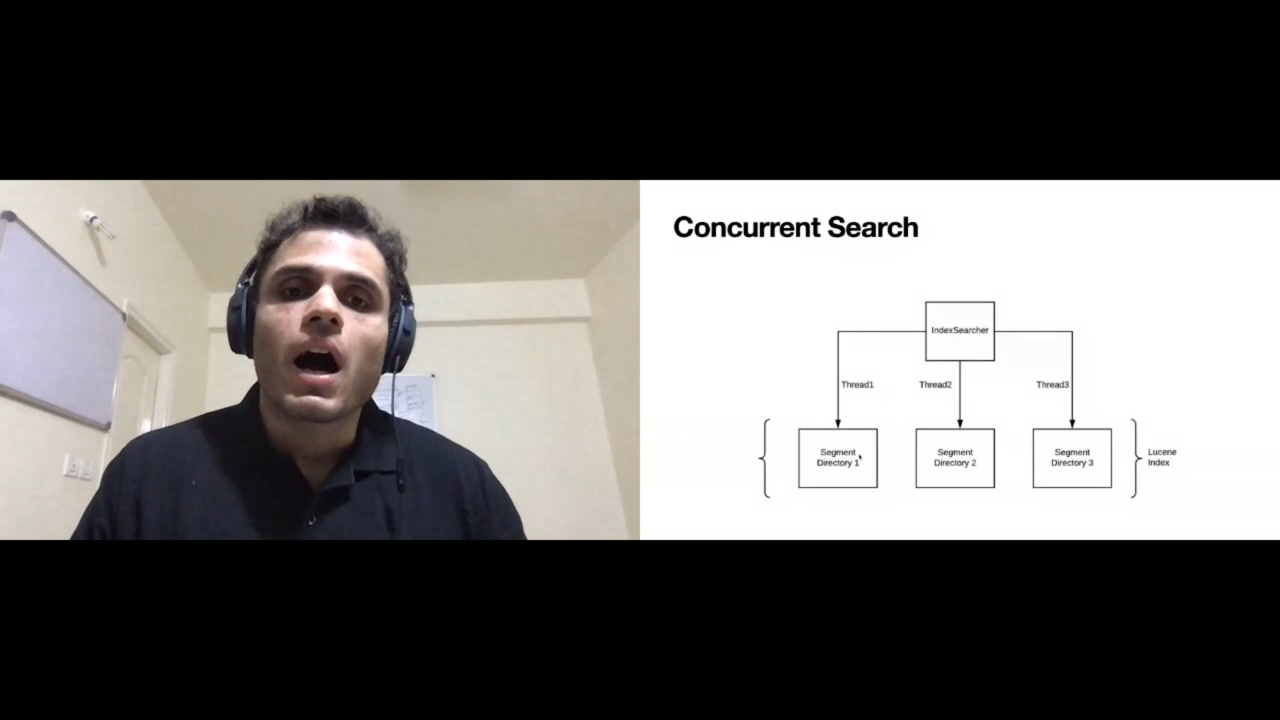 Concurrent Search
IndexSearcher
Thread1
Thread2
Thread3
Segment
Directory 1
Segment
Directory 2
Segment
Directory 3
Lucene
Index